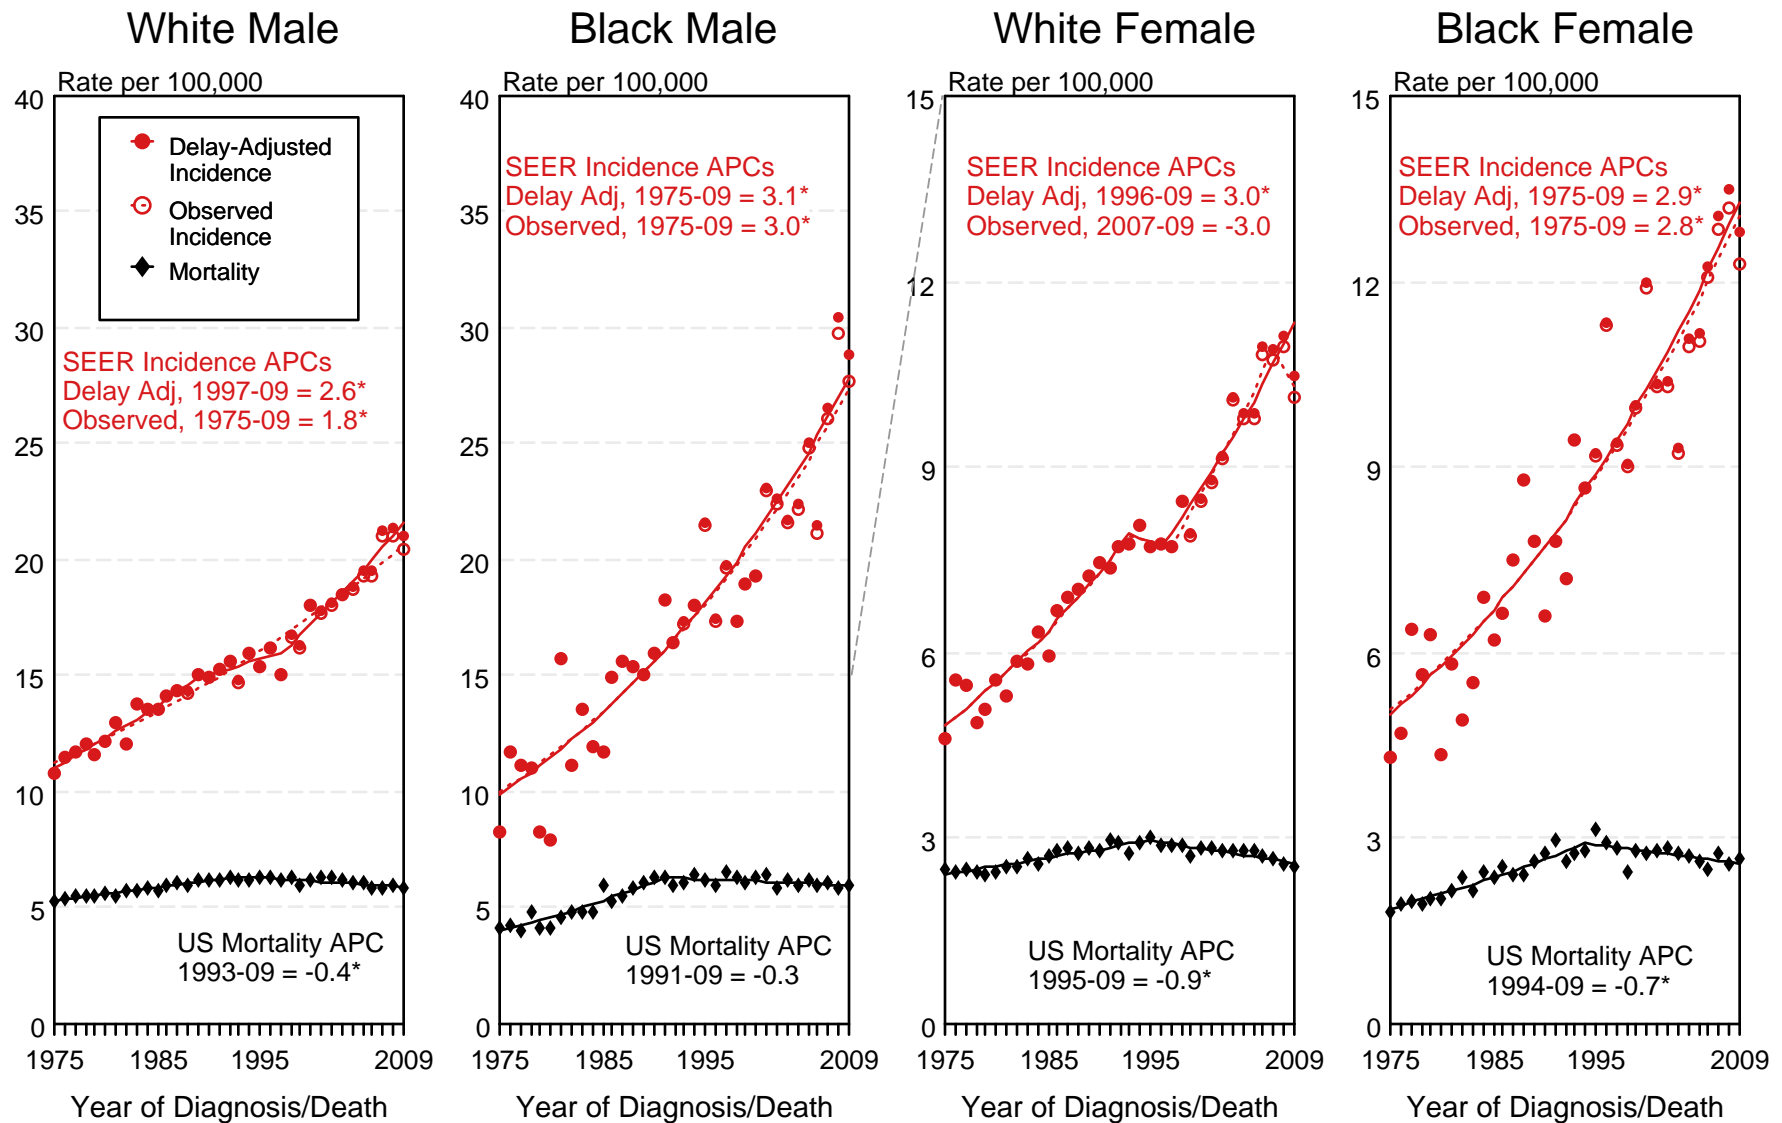 White Male
Rate per 100,000
40
35
30
25
20
15
10
5
0
Delay-Adjusted
Incidence
Observed
Incidence
Mortality
SEER Incidence APCs
Delay Adj, 1997-09 = 2.6*
Observed, 1975-09 = 1.8*
US Mortality APC
1993-09 = -0.4*
1975 1985 1995 2009
Year of Diagnosis/Death
Black Male
Rate per 100,000
40
35
30
25
20
15
10
5
0
SEER Incidence APCs
Delay Adj, 1975-09 = 3.1*
Observed, 1975-09 = 3.0*
US Mortality APC
1991-09 = -0.3
1975 1985 1995 2009
Year of Diagnosis/Death
White Female
Rate per 100,000
15
12
9
6
3
0
SEER Incidence APCs
Delay Adj, 1996-09 = 3.0*
Observed, 2007-09 = -3.0
US Mortality APC
1995-09 = -0.9*
1975 1985 1995 2009
Year of Diagnosis/Death
Black Female
Rate per 100,000
15
12
9
6
3
0
SEER Incidence APCs
Delay Adj, 1975-09 = 2.9*
Observed, 1975-09 = 2.8*
US Mortality APC
1994-09 = -0.7*
1975 1985 1995 2009
Year of Diagnosis/Death